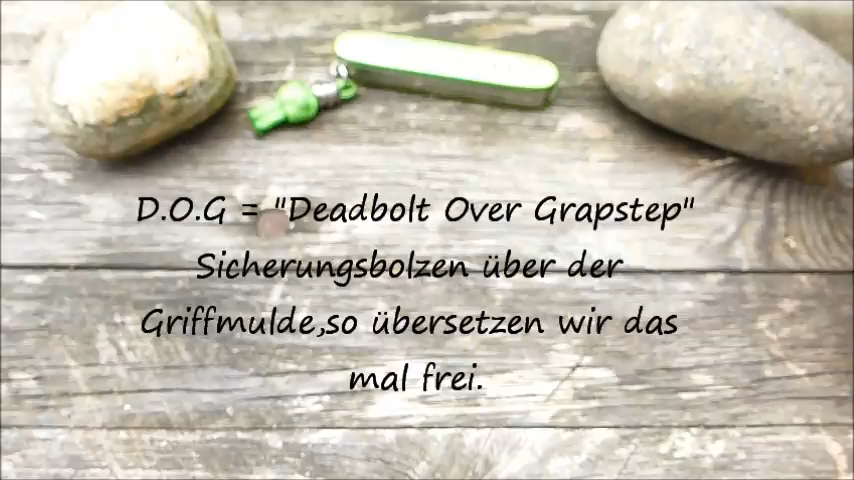 D.O.G = "Deadbolt Over Grapstep"
Sicherungsbolzen über der
Griffmulde,so übersetzen wir das
mal frei.